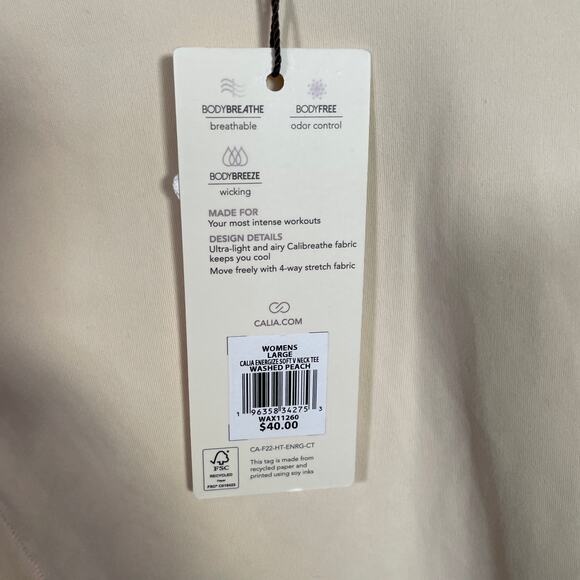 BODYBREATHE
breathable
BODYFREE
odor control
BODYBREEZE
wicking
MADE FOR
Your most intense workouts
DESIGN DETAILS
Ultra-light and airy Calibreathe fabric
keeps you cool
Move freely with 4-way stretch fabric
CALIA.COM
WOMENS
LARGE
CALIA ENERGIZE SOFT V NECK TEE
WASHED PEACH
1 96358 34275 3
WAX11260
$40.00
CA-F22-HT-ENRG-CT
This tag is made from
recycled paper and
printed using soy inks
FSC
RECYCLED
Paper